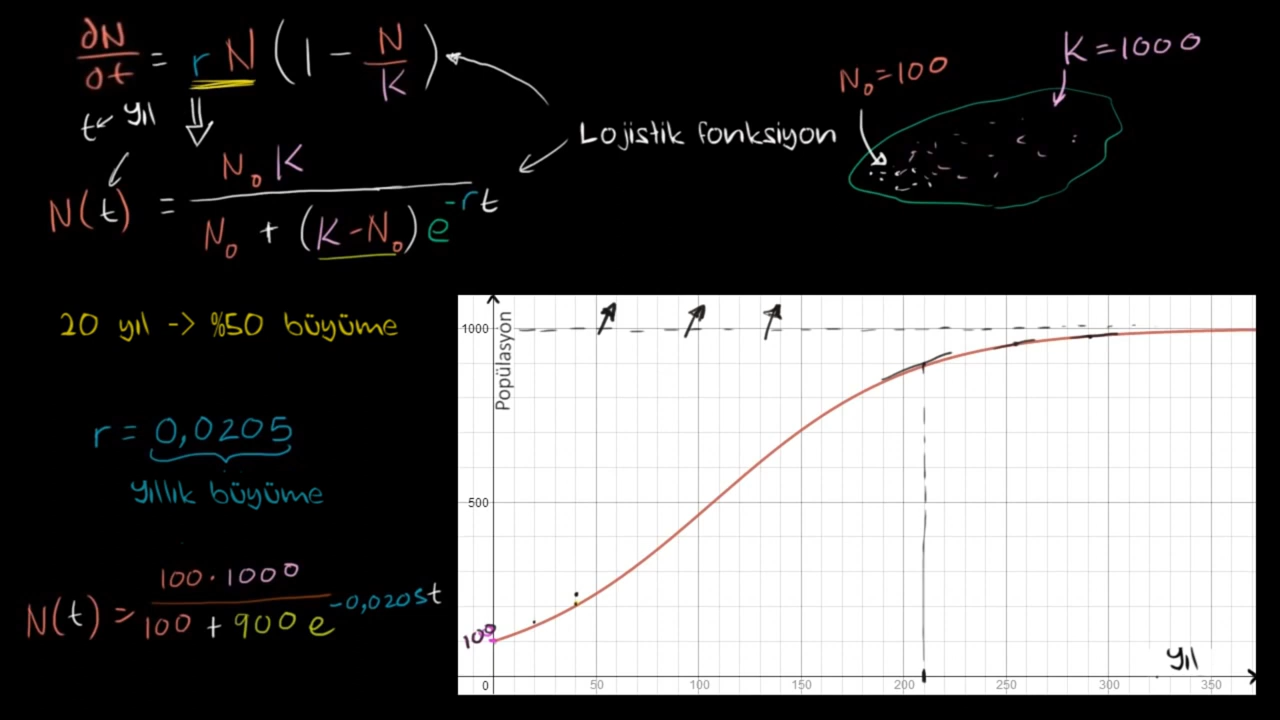 ∂N/∂t = rN(1 - N/K)
N₀=100
K=1000
t yıl
Lojistik fonksiyon
N(t) = N₀K / N₀ + (K-N₀)e^-rt
20 yıl -> %50 büyüme
r = 0,0205
yıllık büyüme
N(t) = 100·1000 / 100 + 900e^-0,0205t
Popülasyon
1000
500
100
0 50 100 150 200 250 300 350
yıl